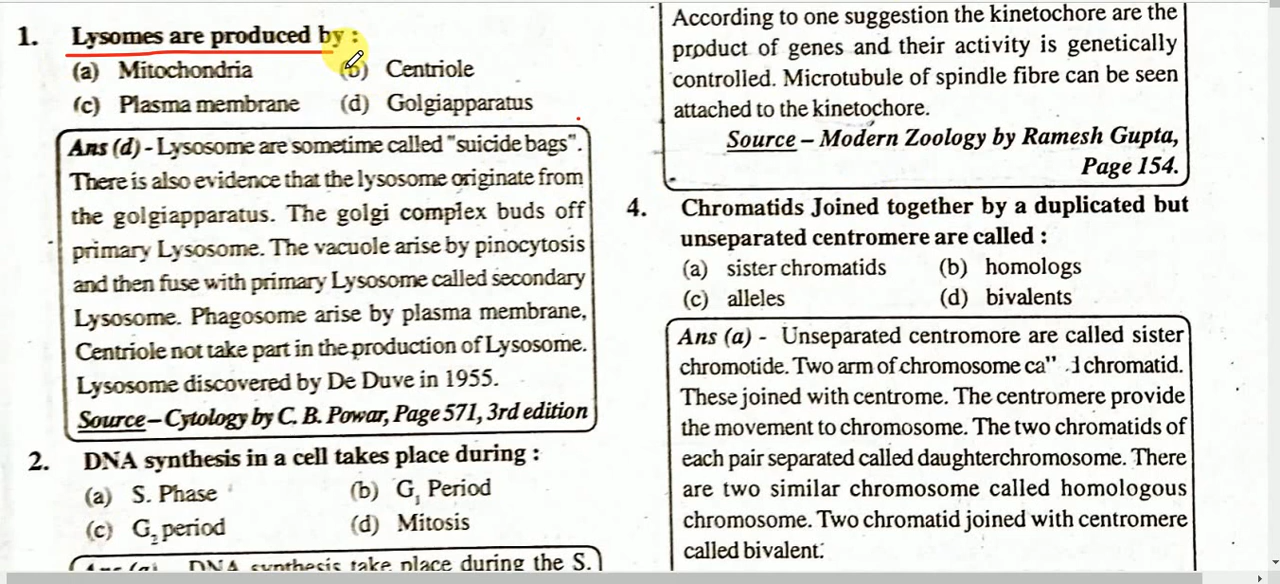 1. Lysomes are produced by :
(a) Mitochondria (b) Centriole
(c) Plasma membrane (d) Golgiapparatus
Ans (d) - Lysosome are sometime called "suicide bags".
There is also evidence that the lysosome originate from
the golgiapparatus. The golgi complex buds off
primary Lysosome. The vacuole arise by pinocytosis
and then fuse with primary Lysosome called secondary
Lysosome. Phagosome arise by plasma membrane,
Centriole not take part in the production of Lysosome.
Lysosome discovered by De Duve in 1955.
Source – Cytology by C. B. Powar, Page 571, 3rd edition
2. DNA synthesis in a cell takes place during :
(a) S. Phase (b) G₁ Period
(c) G₂ period (d) Mitosis
DNA synthesis take place during the S.
According to one suggestion the kinetochore are the
product of genes and their activity is genetically
controlled. Microtubule of spindle fibre can be seen
attached to the kinetochore.
Source – Modern Zoology by Ramesh Gupta,
Page 154.
4. Chromatids Joined together by a duplicated but
unseparated centromere are called :
(a) sister chromatids (b) homologs
(c) alleles (d) bivalents
Ans (a) - Unseparated centromore are called sister
chromotide. Two arm of chromosome chromatid.
These joined with centrome. The centromere provide
the movement to chromosome. The two chromatids of
each pair separated called daughterchromosome. There
are two similar chromosome called homologous
chromosome. Two chromatid joined with centromere
called bivalent.